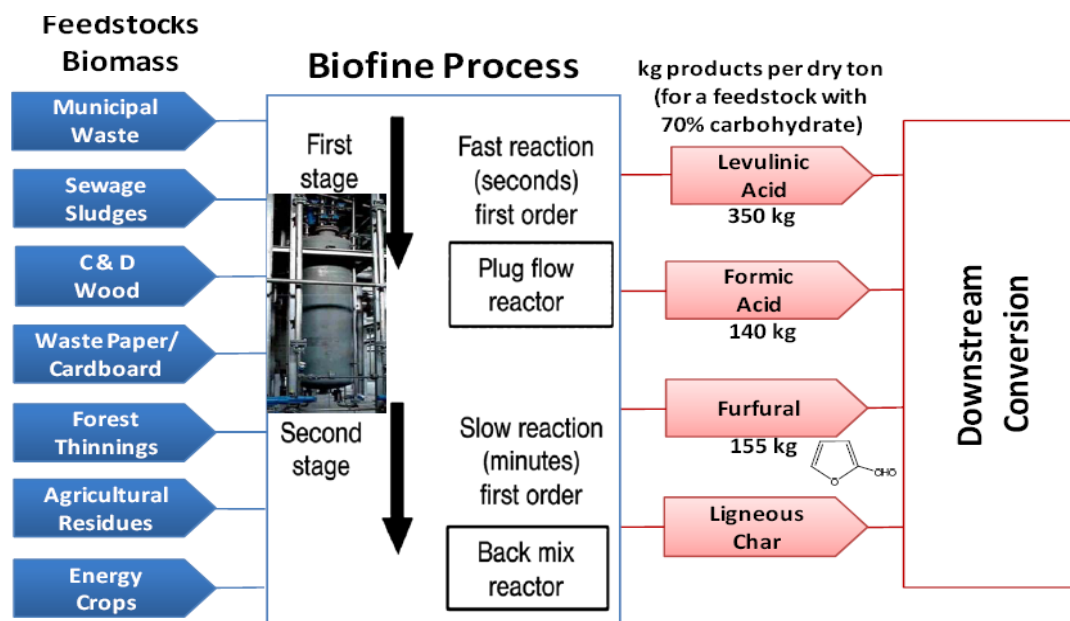 Feedstocks
Biomass
Municipal
Waste
Sewage
Sludges
C & D
Wood
Waste Paper/
Cardboard
Forest
Thinnings
Agricultural
Residues
Energy
Crops
Biofine Process
First
stage
Fast reaction
(seconds)
first order
Plug flow
reactor
Second
stage
Slow reaction
(minutes)
first order
Back mix
reactor
kg products per dry ton
(for a feedstock with
70% carbohydrate)
Levulinic
Acid
350 kg
Formic
Acid
140 kg
Furfural
155 kg
O
CHO
Ligneous
Char
Downstream
Conversion